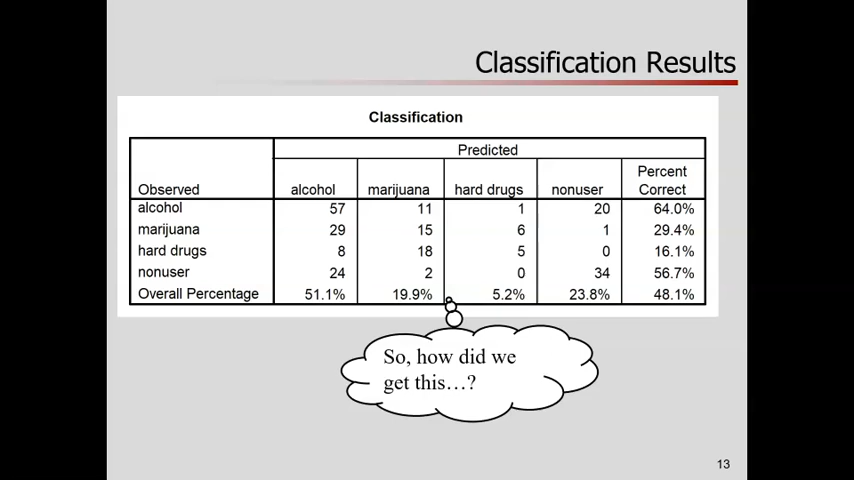 Classification Results
Classification
Predicted
Observed alcohol marijuana hard drugs nonuser Percent Correct
alcohol 57 11 1 20 64.0%
marijuana 29 15 6 1 29.4%
hard drugs 8 18 5 0 16.1%
nonuser 24 2 0 34 56.7%
Overall Percentage 51.1% 19.9% 5.2% 23.8% 48.1%
So, how did we
get this…?
13